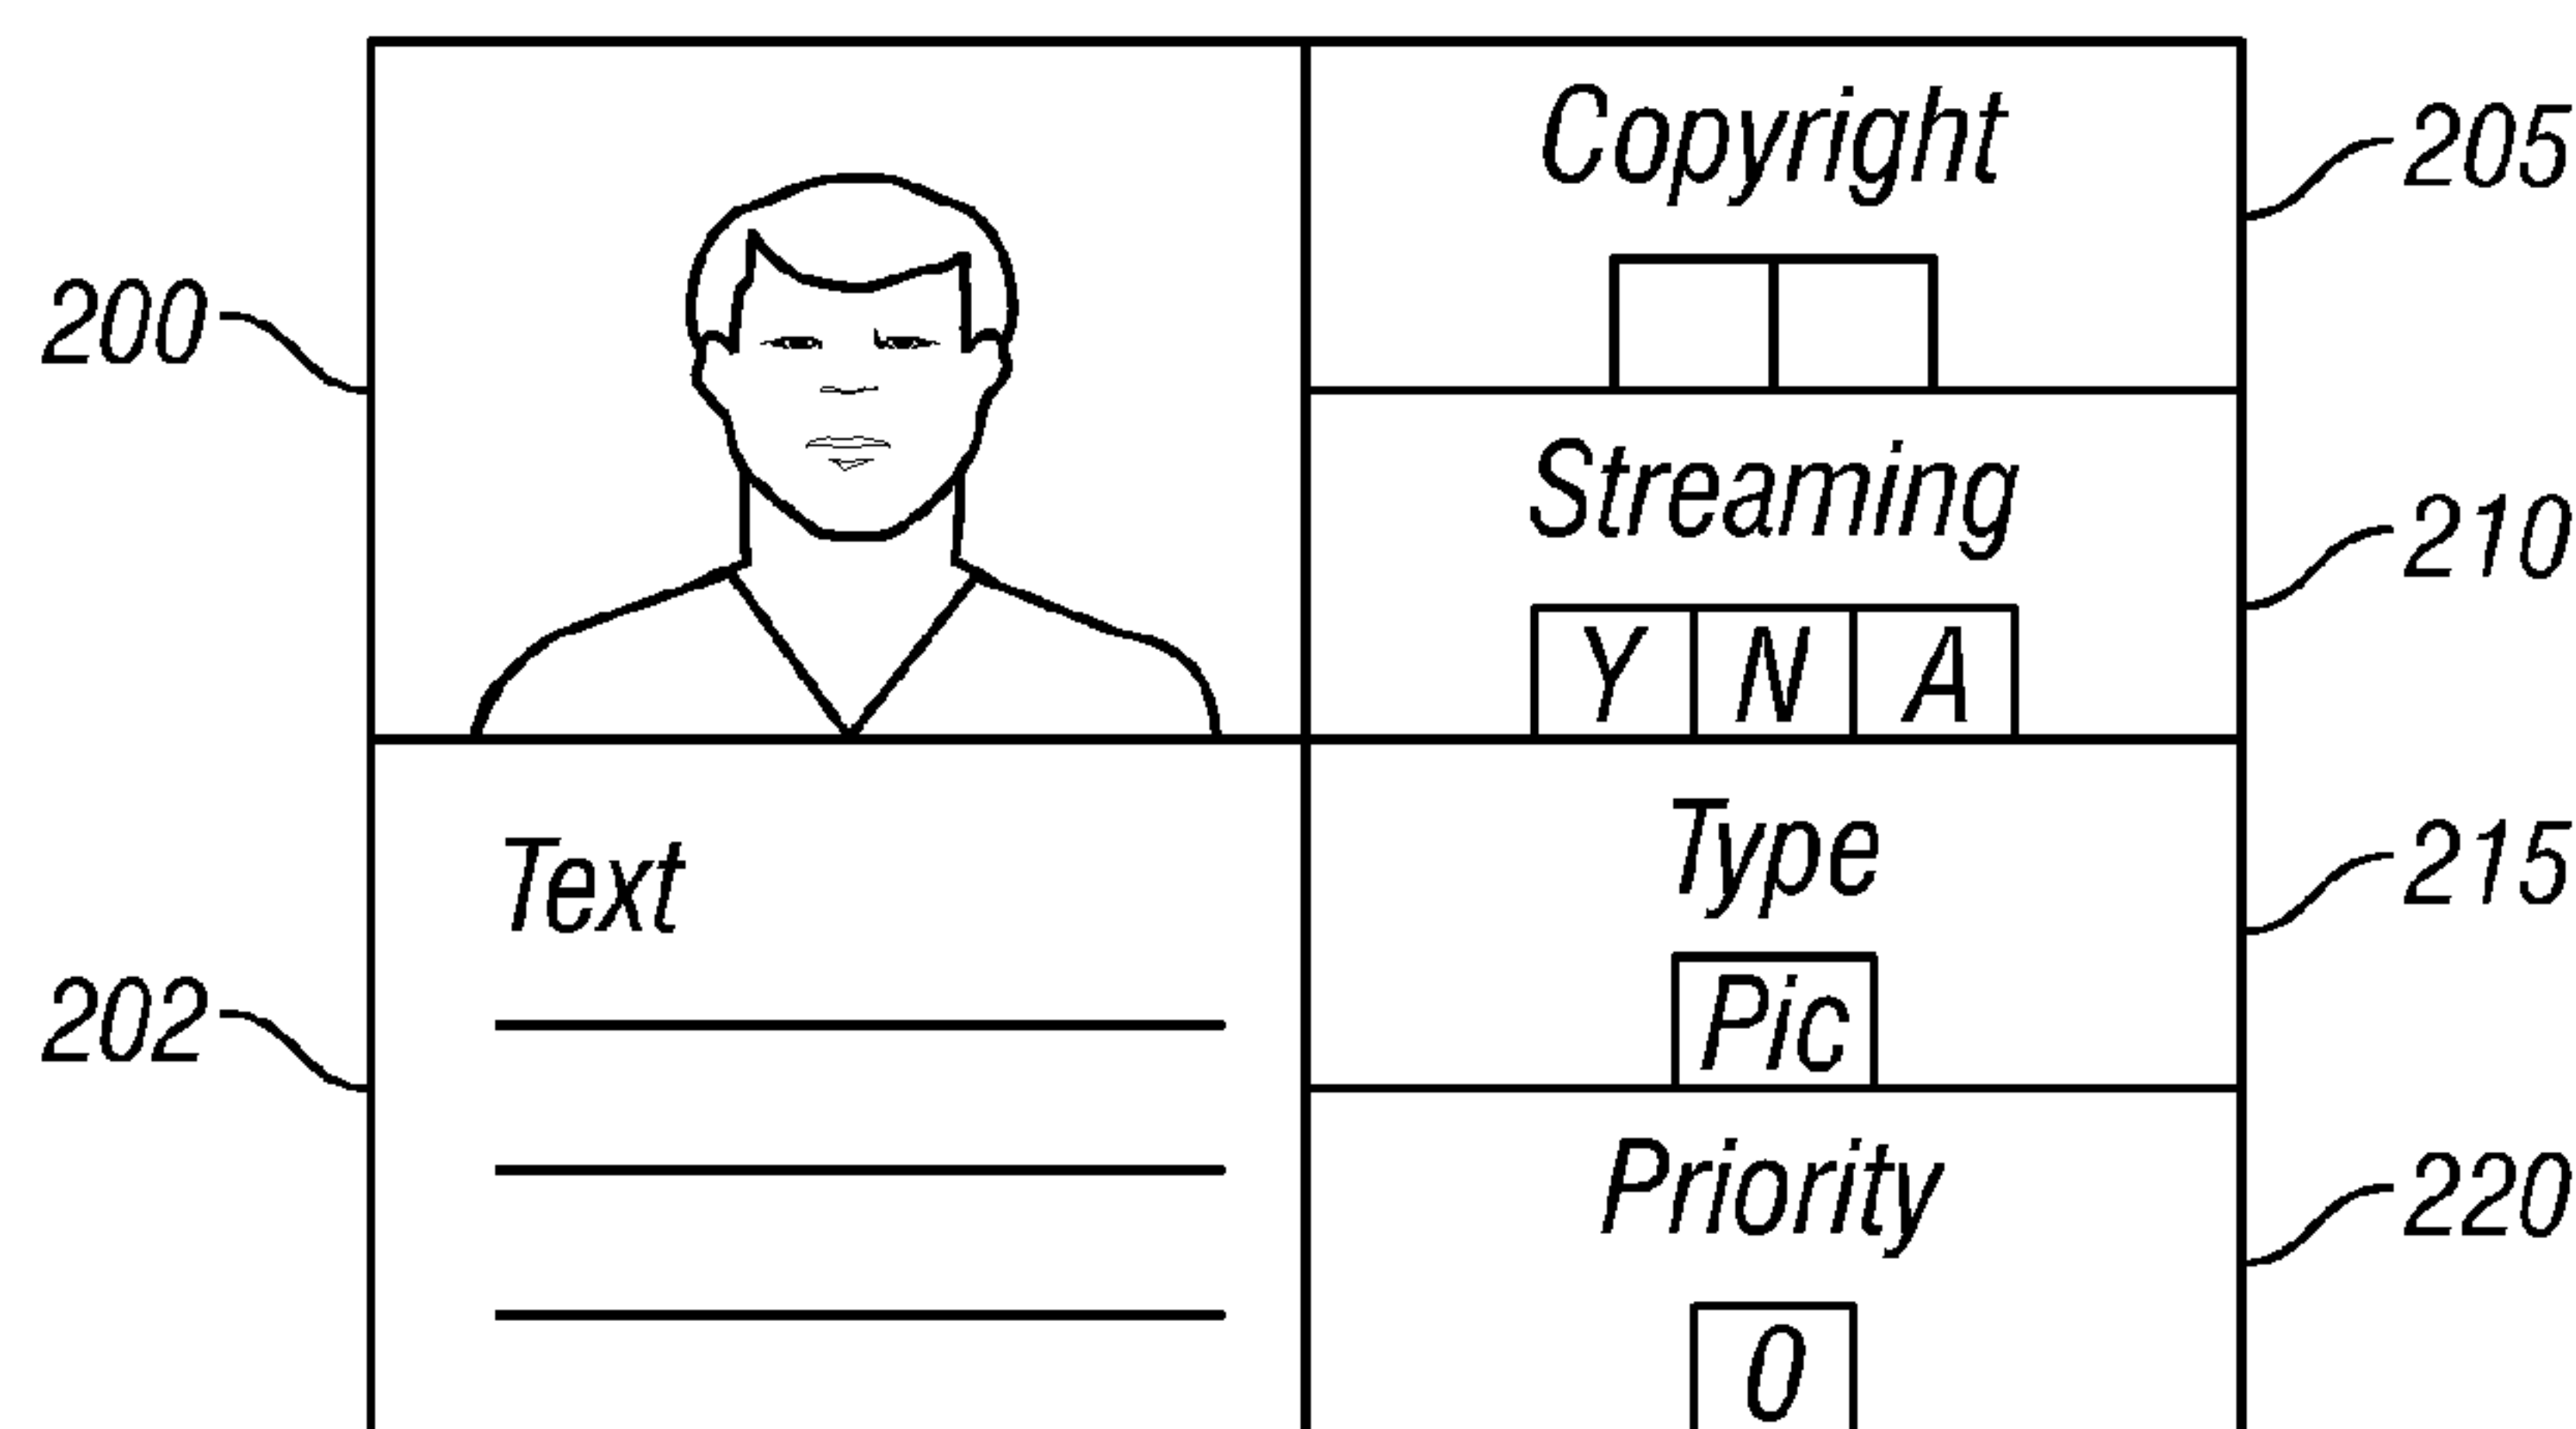 200
202
Text
Copyright
205
Streaming
Y N A
210
Type
Pic
215
Priority
0
220